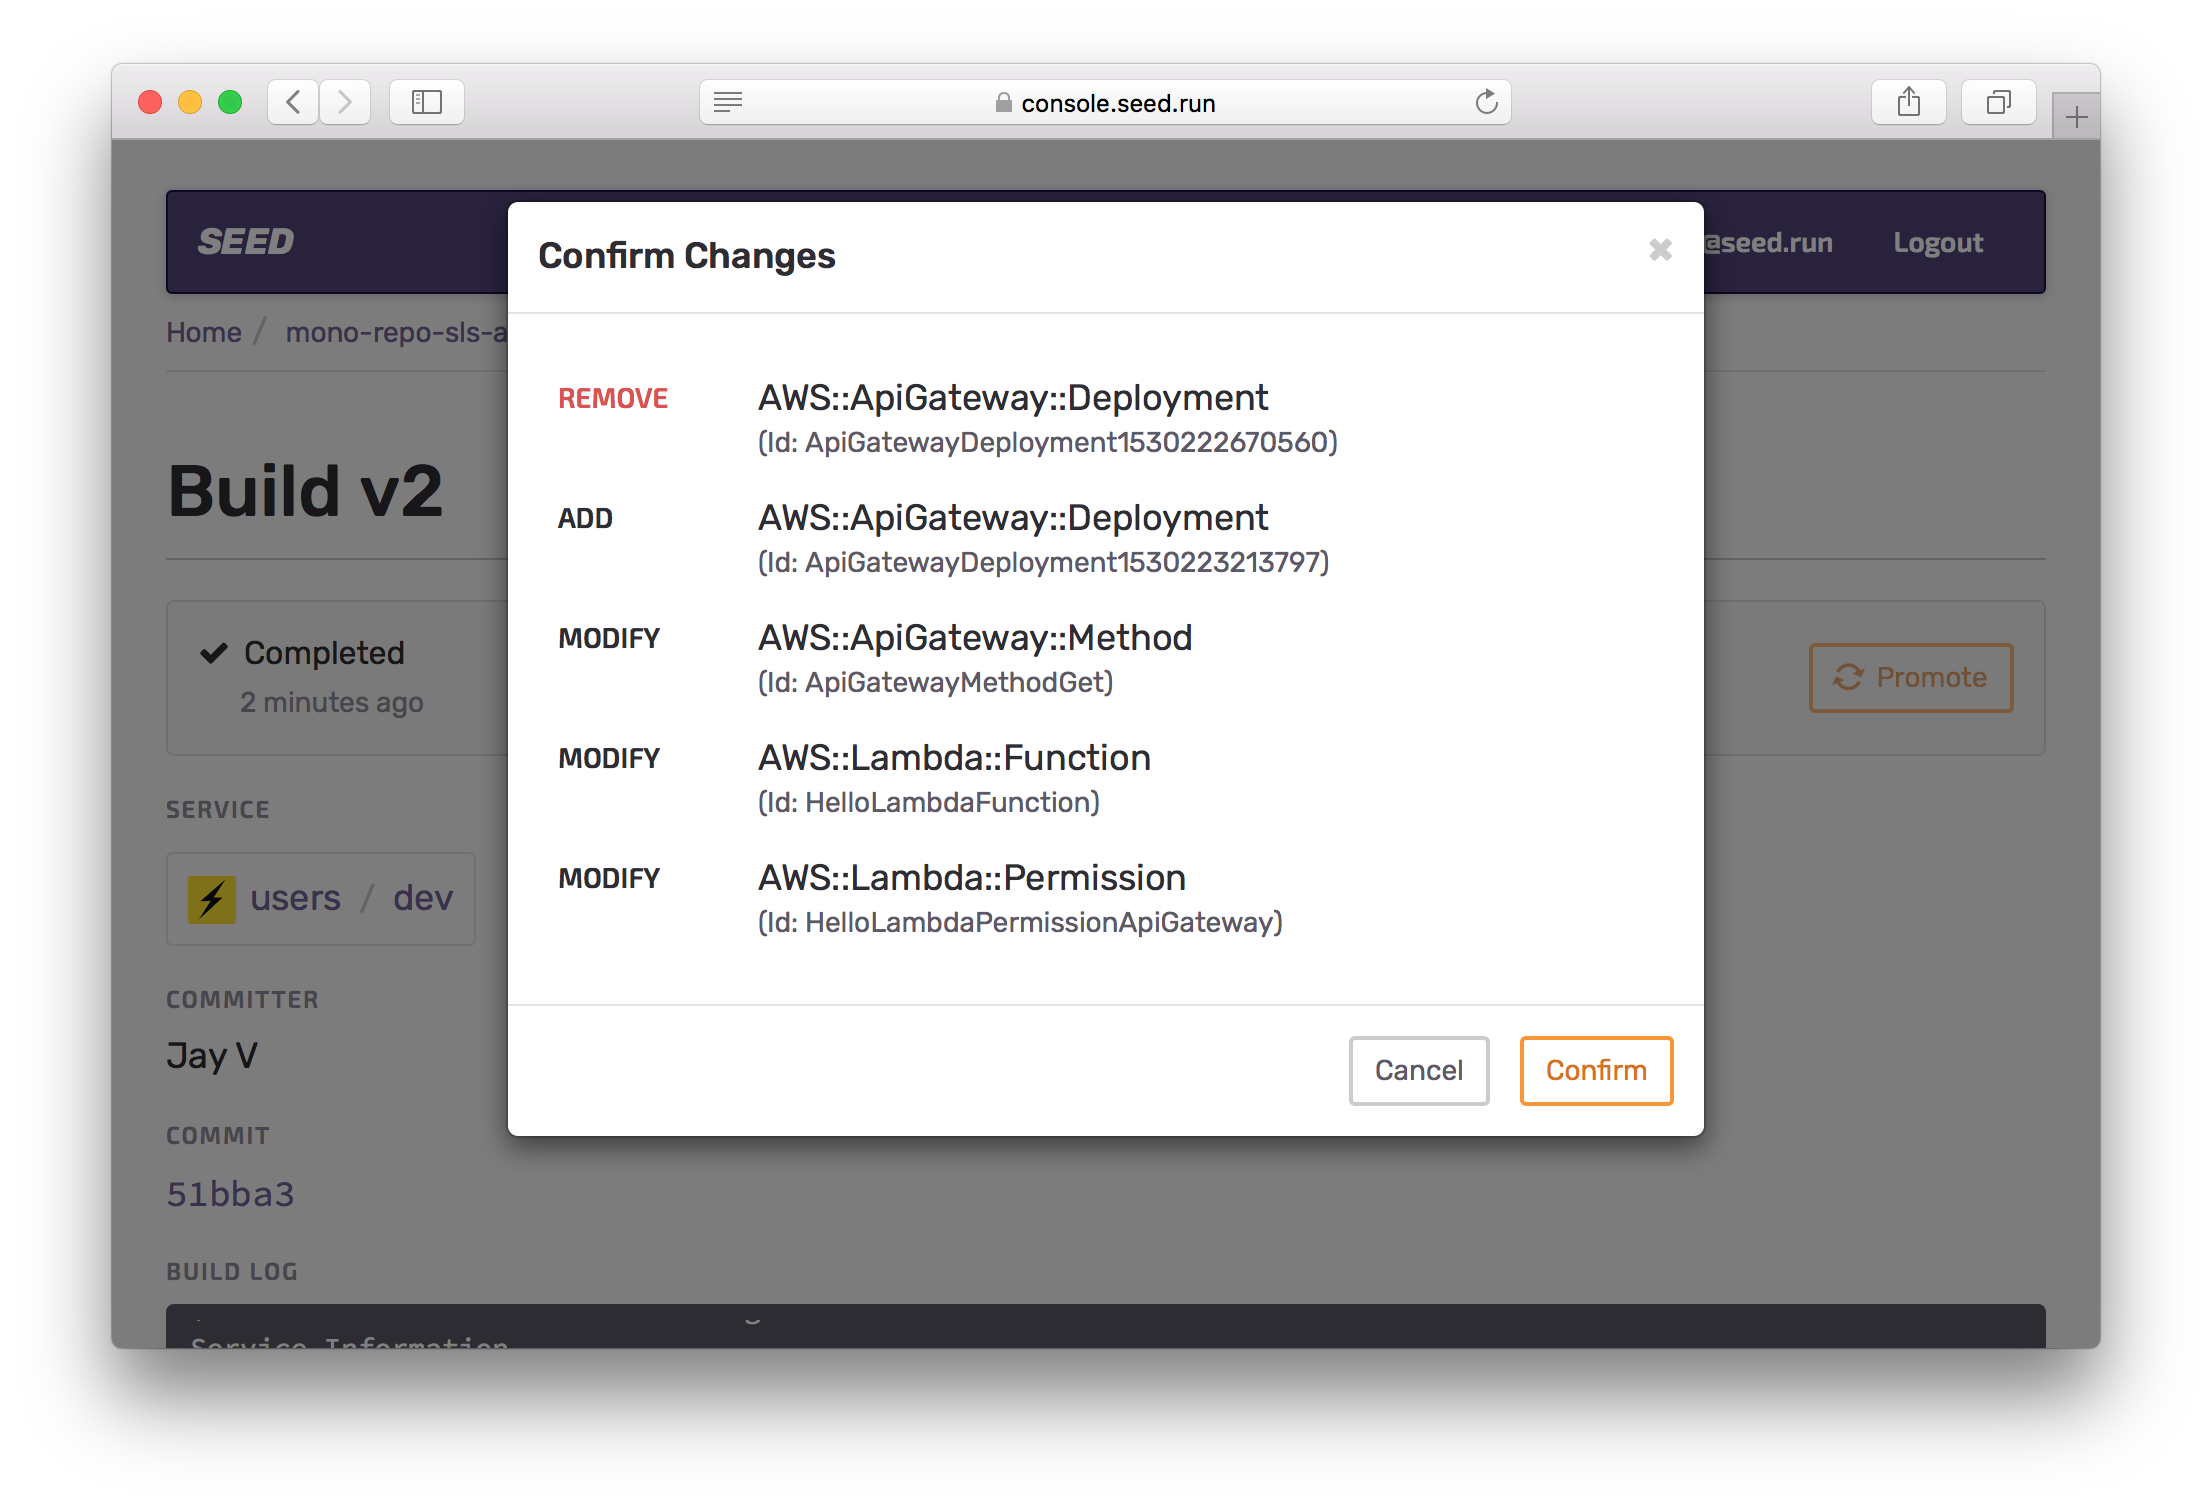 console.seed.run
SEED
@seed.run
Logout
Home / mono-repo-sls-a
Build v2
Completed
2 minutes ago
Promote
SERVICE
users / dev
COMMITTER
Jay V
COMMIT
51bba3
BUILD LOG
Service Information
Confirm Changes
REMOVE
AWS::ApiGateway::Deployment
(Id: ApiGatewayDeployment1530222670560)
ADD
AWS::ApiGateway::Deployment
(Id: ApiGatewayDeployment1530223213797)
MODIFY
AWS::ApiGateway::Method
(Id: ApiGatewayMethodGet)
MODIFY
AWS::Lambda::Function
(Id: HelloLambdaFunction)
MODIFY
AWS::Lambda::Permission
(Id: HelloLambdaPermissionApiGateway)
Cancel
Confirm